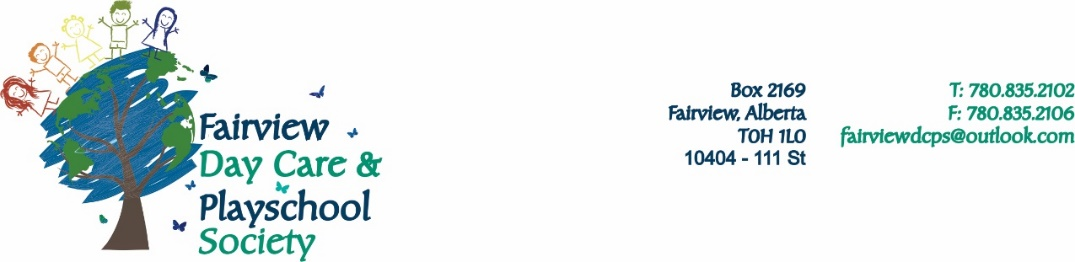 Fairview
Day Care &
Playschool
Society
Box 2169
Fairview, Alberta
T0H 1L0
10404 - 111 St
T: 780.835.2102
F: 780.835.2106
fairviewdcps@outlook.com